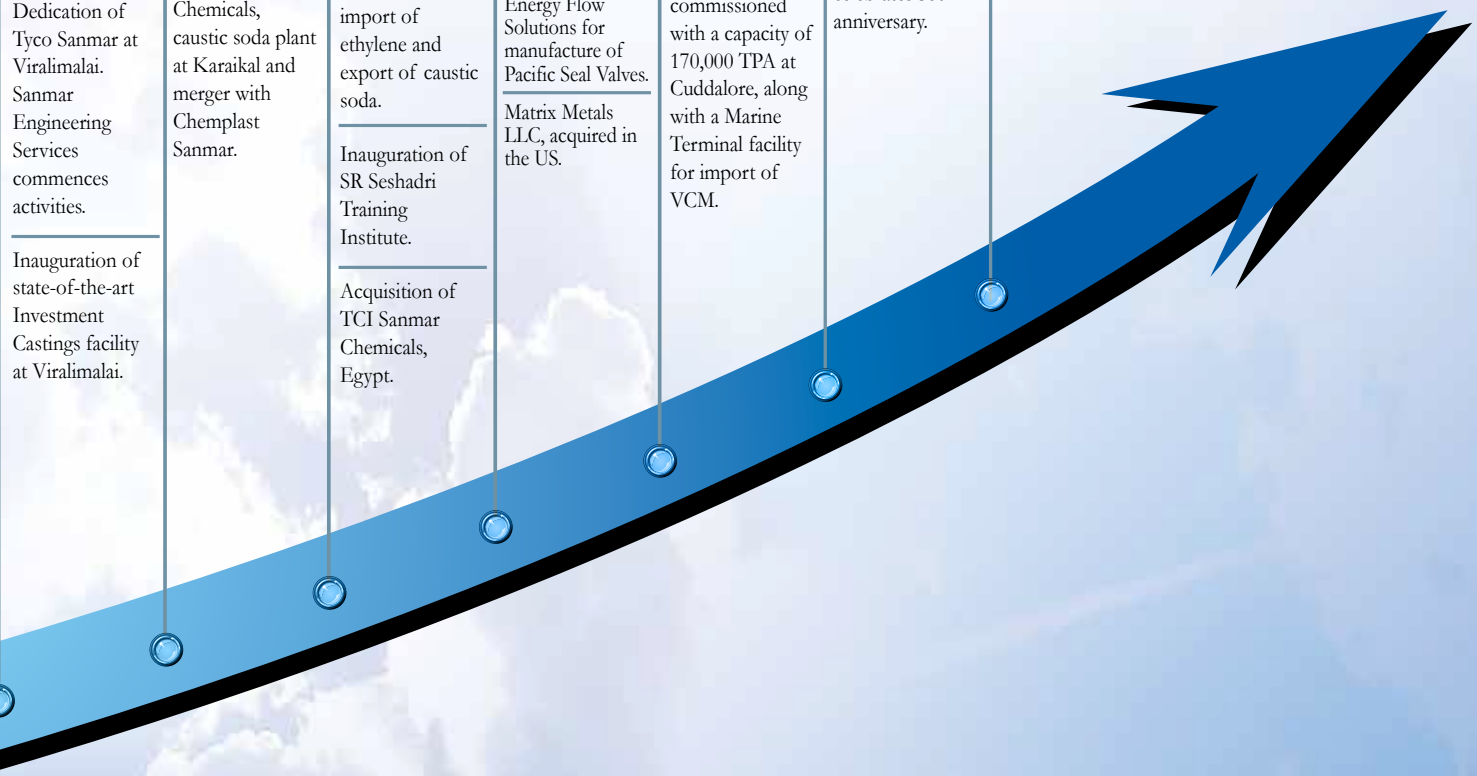 Dedication of
Tyco Sanmar at
Viralimalai.
Sanmar
Engineering
Services
commences
activities.
Inauguration of
state-of-the-art
Investment
Castings facility
at Viralimalai.
Chemicals,
caustic soda plant
at Karaikal and
merger with
Chemplast
Sanmar.
import of
ethylene and
export of caustic
soda.
Inauguration of
SR Seshadri
Training
Institute.
Acquisition of
TCI Sanmar
Chemicals,
Egypt.
Energy Flow
Solutions for
manufacture of
Pacific Seal Valves.
Matrix Metals
LLC, acquired in
the US.
commissioned
with a capacity of
170,000 TPA at
Cuddalore, along
with a Marine
Terminal facility
for import of
VCM.
anniversary.